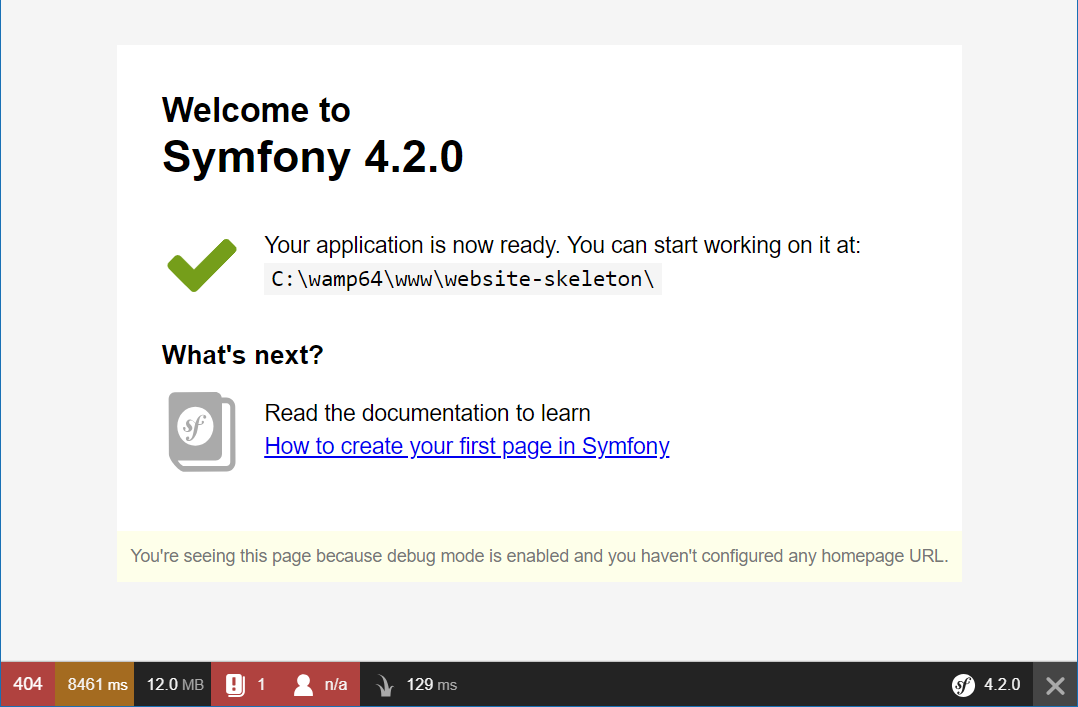 Welcome to
Symfony 4.2.0
Your application is now ready. You can start working on it at:
C:\wamp64\www\website-skeleton\
What's next?
sf
Read the documentation to learn
How to create your first page in Symfony
You're seeing this page because debug mode is enabled and you haven't configured any homepage URL.
404 8461 ms 12.0 MB 1 n/a 129 ms sf 4.2.0